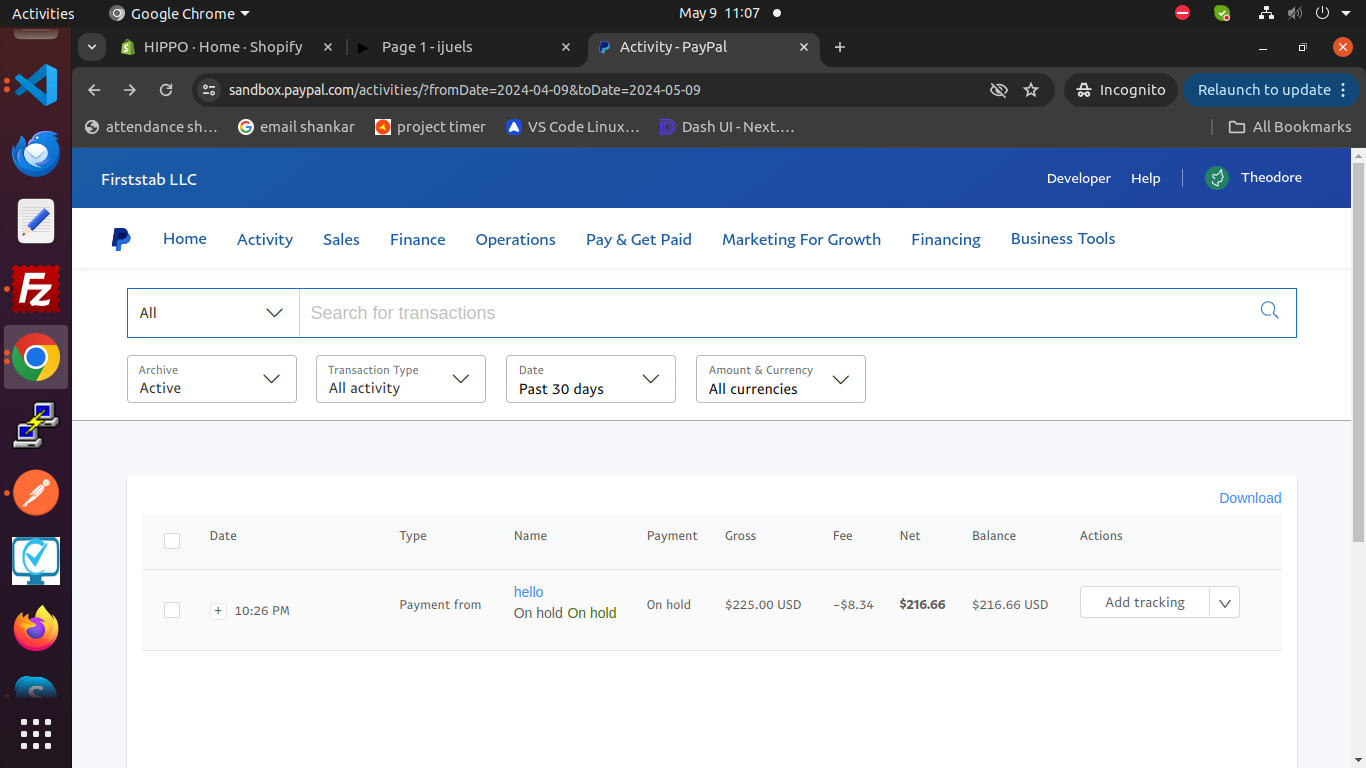 Activities Google Chrome May 9 11:07
HIPPO · Home · Shopify Page 1 - ijuels Activity - PayPal
sandbox.paypal.com/activities/?fromDate=2024-04-09&toDate=2024-05-09 Incognito Relaunch to update
attendance sh… email shankar project timer VS Code Linux… Dash UI - Next.… All Bookmarks
Firststab LLC Developer Help Theodore
Home Activity Sales Finance Operations Pay & Get Paid Marketing For Growth Financing Business Tools
All Search for transactions
Archive Transaction Type Date Amount & Currency
Active All activity Past 30 days All currencies
Download
Date Type Name Payment Gross Fee Net Balance Actions
hello
+ 10:26 PM Payment from On hold On hold On hold $225.00 USD -$8.34 $216.66 $216.66 USD Add tracking